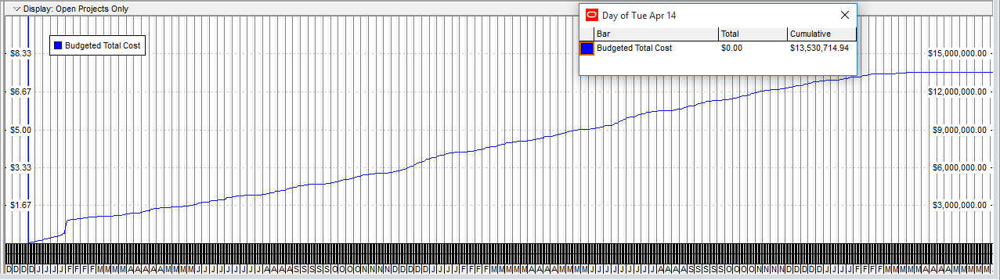 Display: Open Projects Only
Day of Tue Apr 14
Bar Total Cumulative
Budgeted Total Cost $0.00 $13,530,714.94
Budgeted Total Cost
$8.33 $15,000,000.00
$6.67 $12,000,000.00
$5.00 $9,000,000.00
$3.33 $6,000,000.00
$1.67 $3,000,000.00